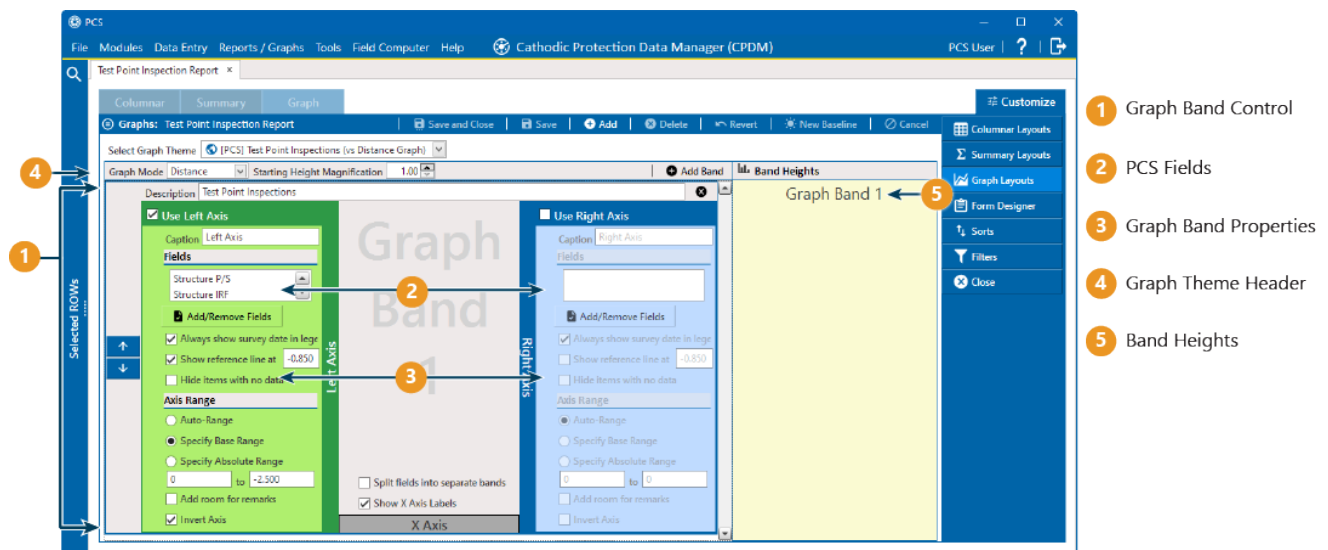 PCS
File Modules Data Entry Reports / Graphs Tools Field Computer Help Cathodic Protection Data Manager (CPDM) PCS User ?
Test Point Inspection Report ×
Columnar Summary Graph Customize
Graphs: Test Point Inspection Report Save and Close Save Add Delete Revert New Baseline Cancel
Columnar Layouts
Select Graph Theme [PCS] Test Point Inspections (vs Distance Graph)
Σ Summary Layouts
Graph Mode Distance Starting Height Magnification 1.00 Add Band Band Heights
Graph Layouts
Form Designer
Sorts
Filters
Close
Description Test Point Inspections
Graph Band 1
Use Left Axis
Caption Left Axis
Fields
Structure P/S
Structure IRF
Add/Remove Fields
Always show survey date in lege
Show reference line at -0.850
Hide items with no data
Axis Range
Auto-Range
Specify Base Range
Specify Absolute Range
0 to -2.500
Add room for remarks
Invert Axis
Left Axis
Graph
Band
1
Split fields into separate bands
Show X Axis Labels
X Axis
Use Right Axis
Caption Right Axis
Fields
Add/Remove Fields
Always show survey date in lege
Show reference line at -0.850
Hide items with no data
Axis Range
Auto-Range
Specify Base Range
Specify Absolute Range
0 to 0
Add room for remarks
Invert Axis
Right Axis
Selected ROWs
1
2
3
4
5
1 Graph Band Control
2 PCS Fields
3 Graph Band Properties
4 Graph Theme Header
5 Band Heights